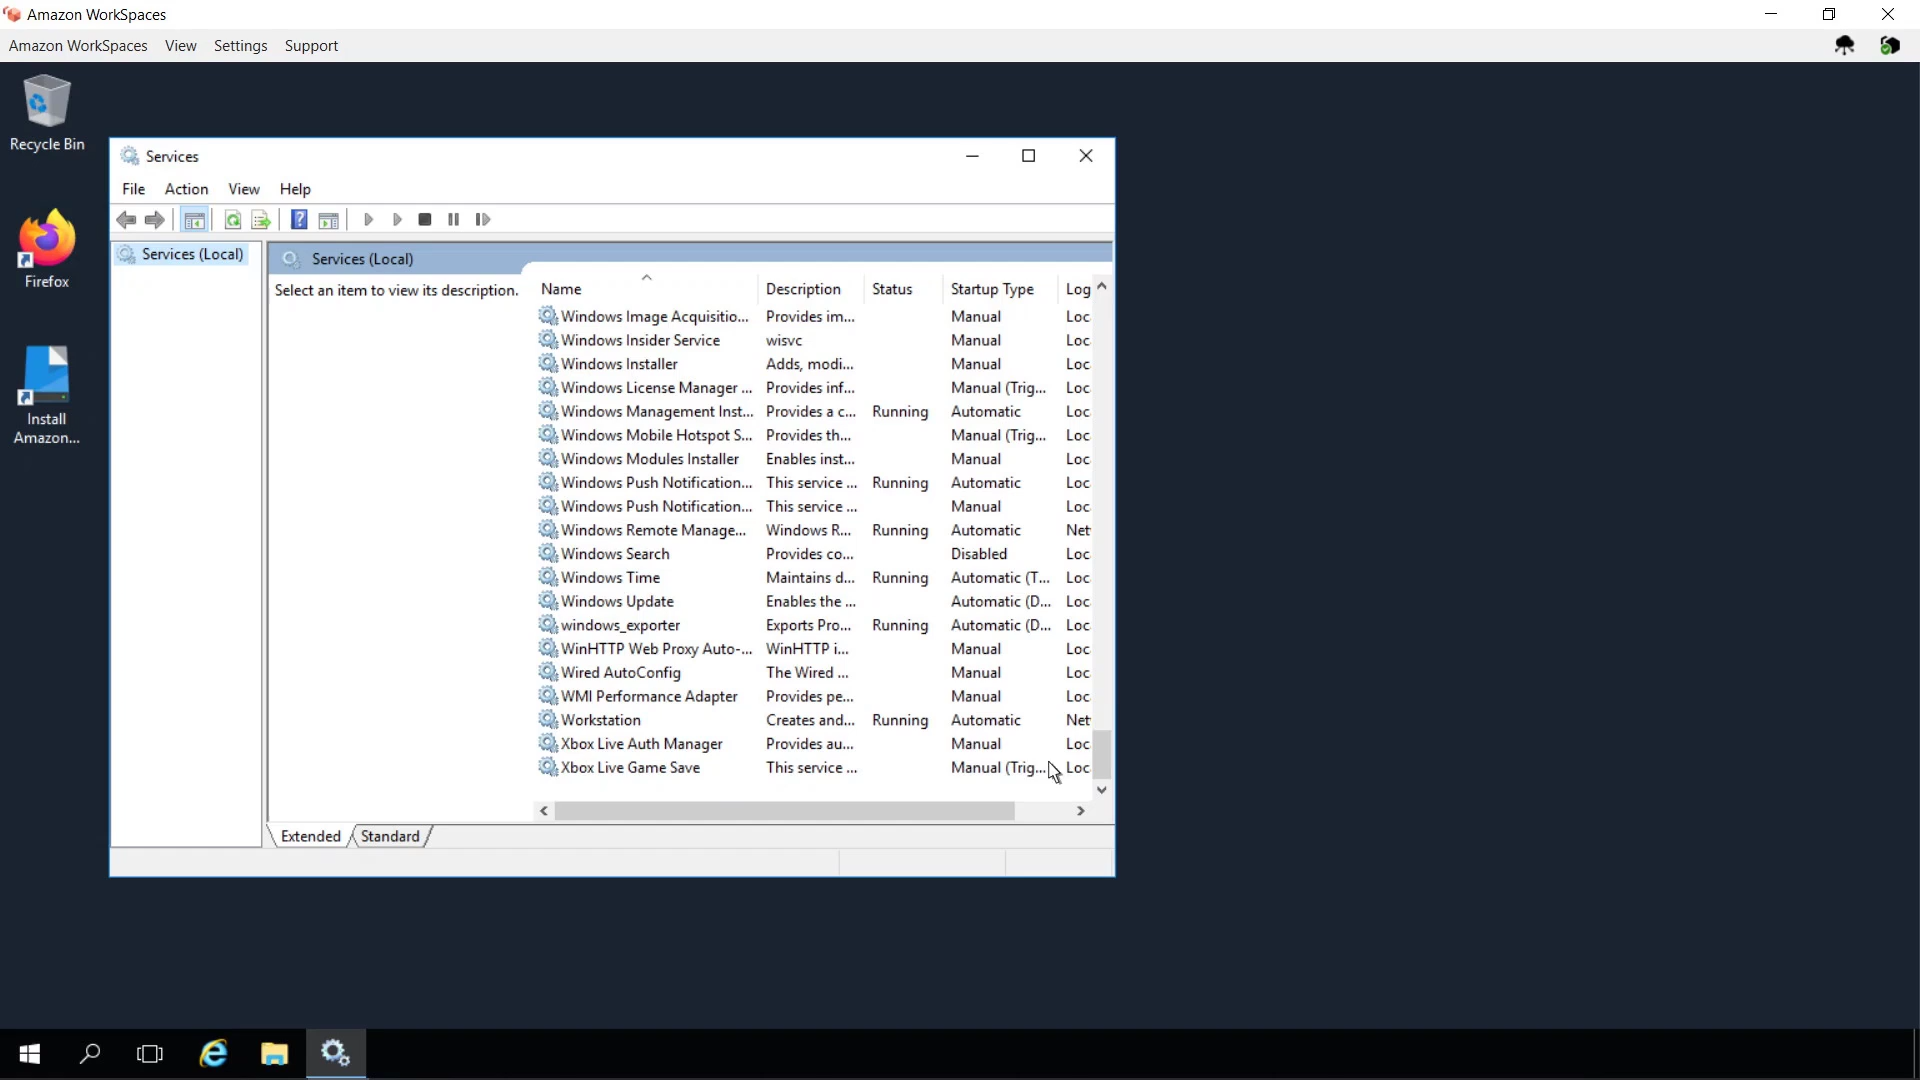 Amazon WorkSpaces
Amazon WorkSpaces View Settings Support
Recycle Bin
Firefox
Install
Amazon...
Services
File Action View Help
Services (Local)
Services (Local)
Select an item to view its description.
Name Description Status Startup Type Log
Windows Image Acquisitio... Provides im... Manual Loc
Windows Insider Service wisvc Manual Loc
Windows Installer Adds, modi... Manual Loc
Windows License Manager ... Provides inf... Manual (Trig... Loc
Windows Management Inst... Provides a c... Running Automatic Loc
Windows Mobile Hotspot S... Provides th... Manual (Trig... Loc
Windows Modules Installer Enables inst... Manual Loc
Windows Push Notification... This service ... Running Automatic Loc
Windows Push Notification... This service ... Manual Loc
Windows Remote Manage... Windows R... Running Automatic Net
Windows Search Provides co... Disabled Loc
Windows Time Maintains d... Running Automatic (T... Loc
Windows Update Enables the ... Automatic (D... Loc
windows_exporter Exports Pro... Running Automatic (D... Loc
WinHTTP Web Proxy Auto-... WinHTTP i... Manual Loc
Wired AutoConfig The Wired ... Manual Loc
WMI Performance Adapter Provides pe... Manual Loc
Workstation Creates and... Running Automatic Net
Xbox Live Auth Manager Provides au... Manual Loc
Xbox Live Game Save This service ... Manual (Trig... Loc
Extended Standard